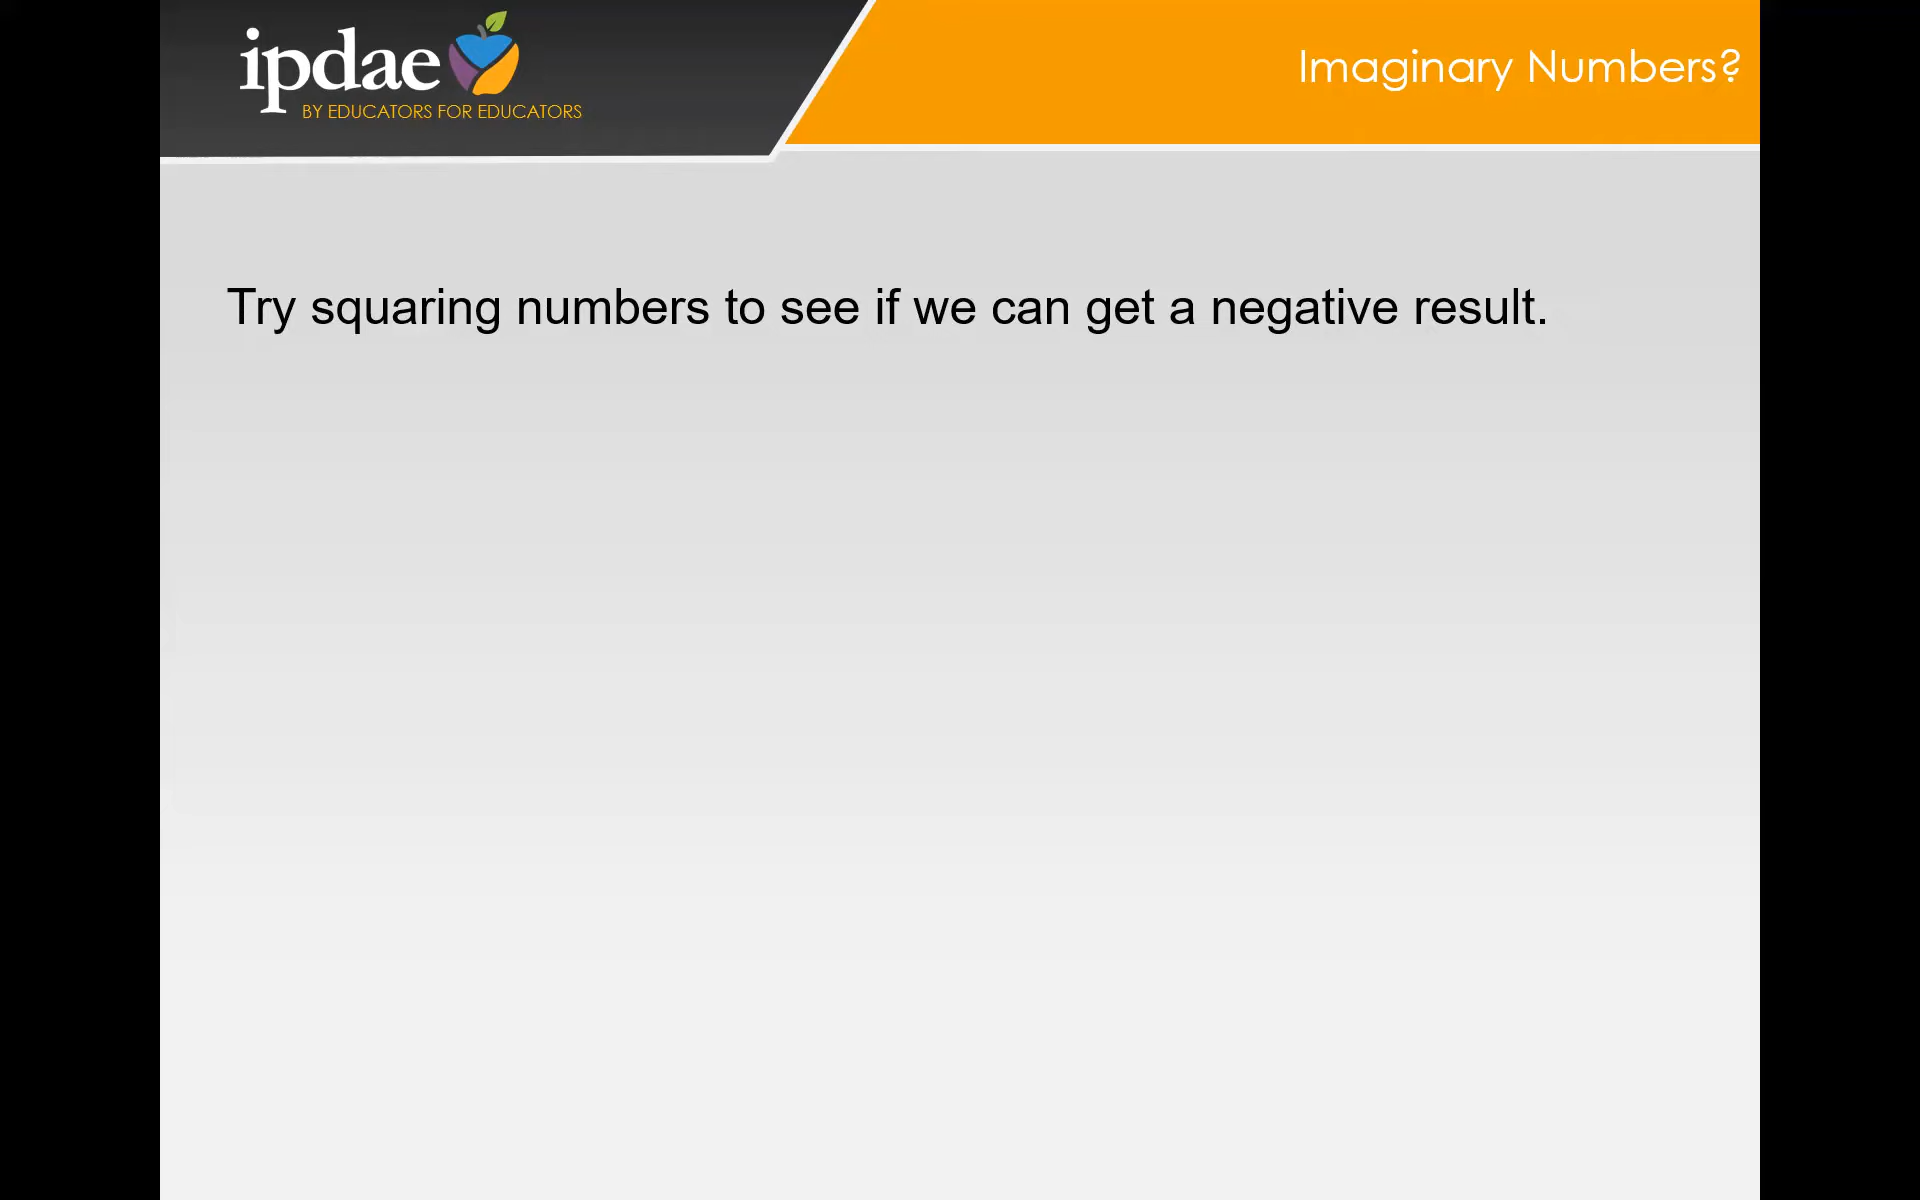 ipdae
BY EDUCATORS FOR EDUCATORS
Imaginary Numbers?
Try squaring numbers to see if we can get a negative result.